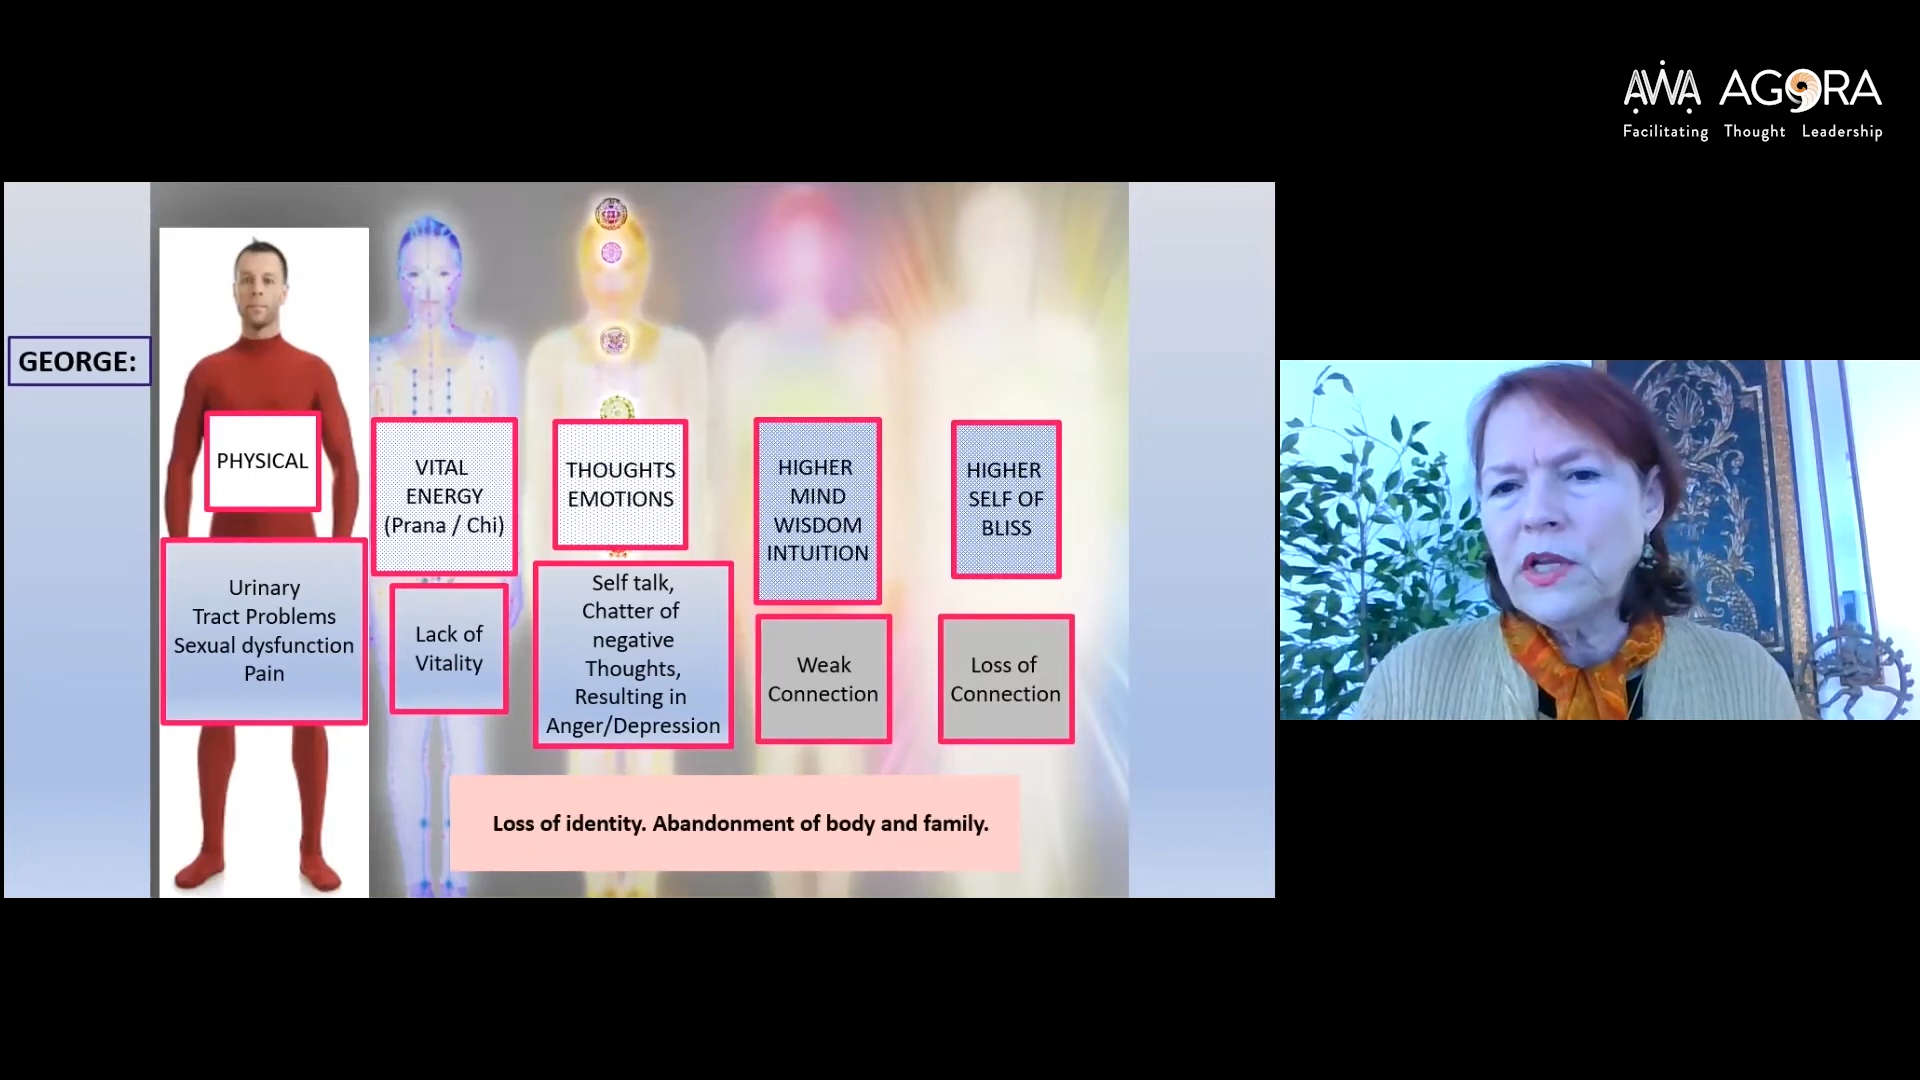 AWA AGORA
Facilitating Thought Leadership
GEORGE:
PHYSICAL
Urinary
Tract Problems
Sexual dysfunction
Pain
VITAL
ENERGY
(Prana / Chi)
Lack of
Vitality
THOUGHTS
EMOTIONS
Self talk,
Chatter of
negative
Thoughts,
Resulting in
Anger/Depression
HIGHER
MIND
WISDOM
INTUITION
Weak
Connection
HIGHER
SELF OF
BLISS
Loss of
Connection
Loss of identity. Abandonment of body and family.